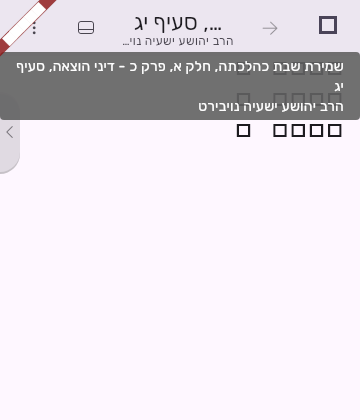 ..., סעיף יג
הרב יהושע ישעיה נוי...
שמירת שבת כהלכתה, חלק א, פרק כ - דיני הוצאה, סעיף
יג
הרב יהושע ישעיה נויבירט